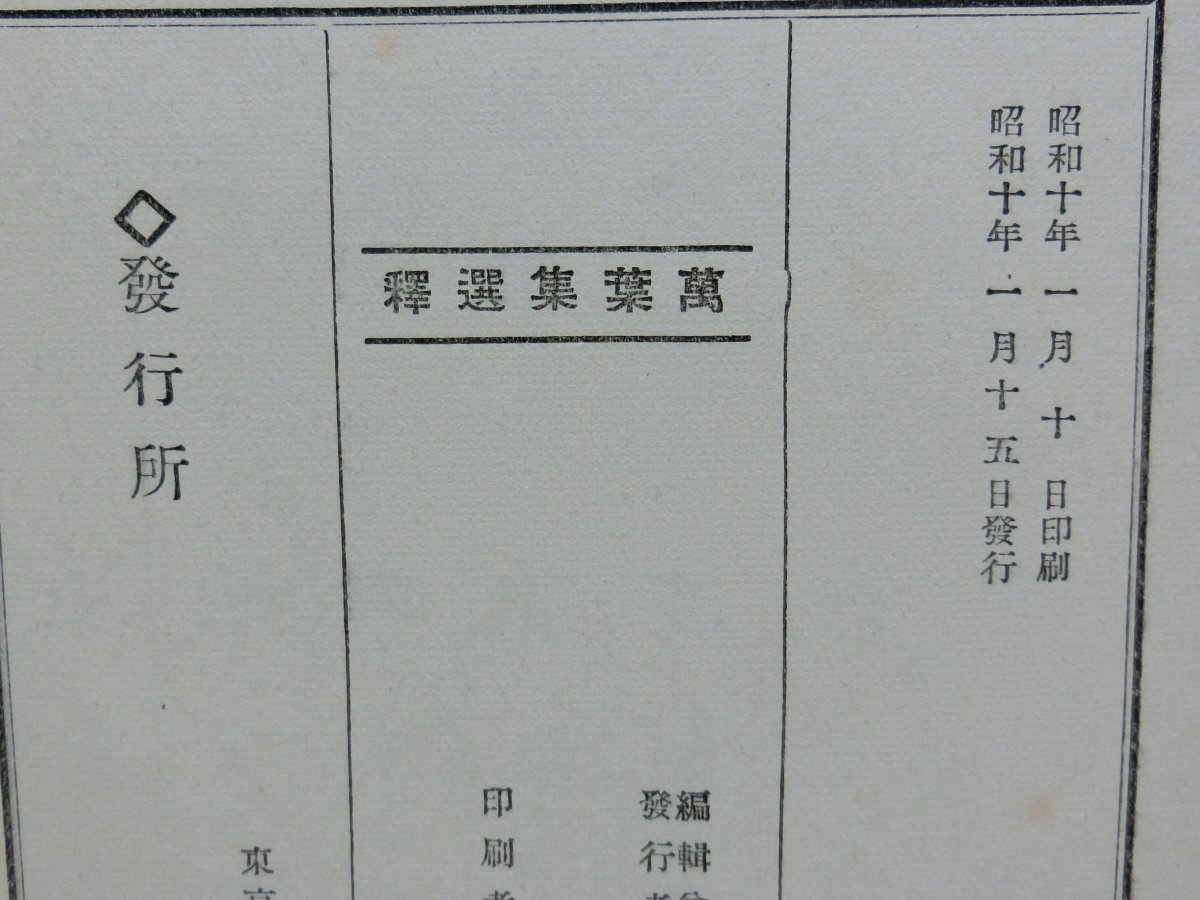 昭和十年一月十日印刷
昭和十年一月十五日發行
萬葉集選釋
編輯
發行
印刷
◇發行所
東